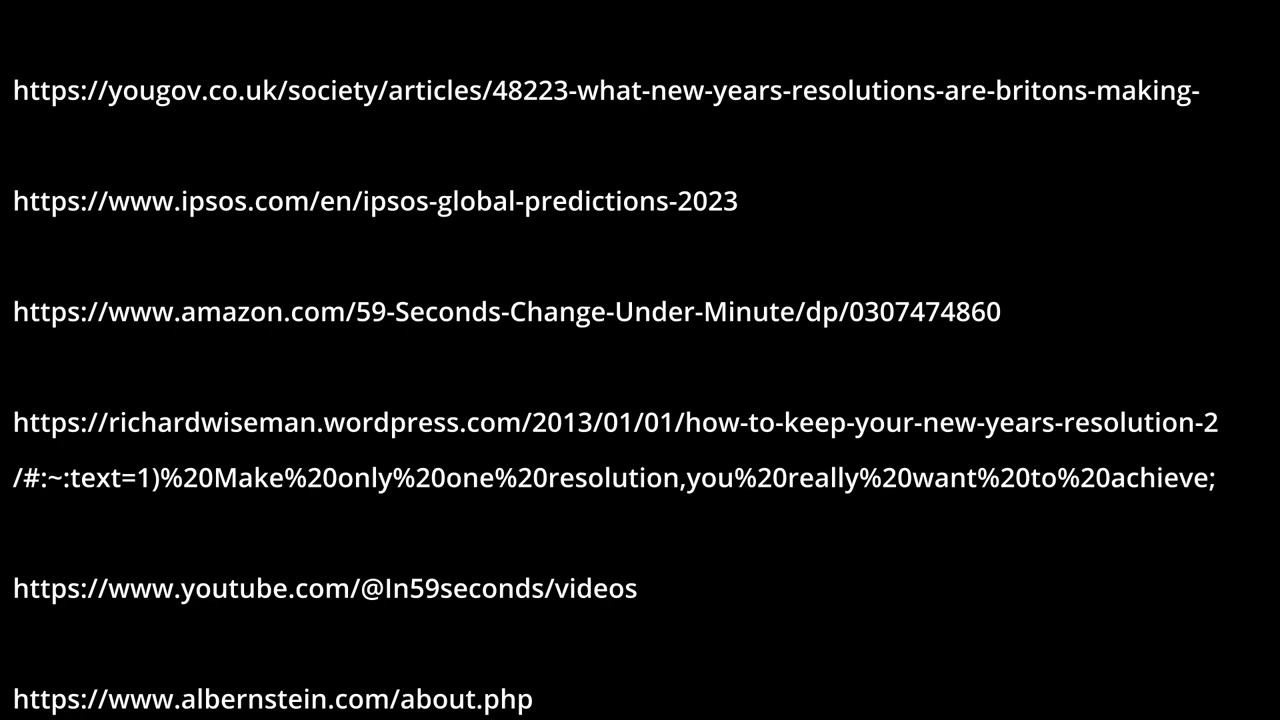 https://yougov.co.uk/society/articles/48223-what-new-years-resolutions-are-britons-making-
https://www.ipsos.com/en/ipsos-global-predictions-2023
https://www.amazon.com/59-Seconds-Change-Under-Minute/dp/0307474860
https://richardwiseman.wordpress.com/2013/01/01/how-to-keep-your-new-years-resolution-2
/#:~:text=1)%20Make%20only%20one%20resolution,you%20really%20want%20to%20achieve;
https://www.youtube.com/@In59seconds/videos
https://www.albernstein.com/about.php